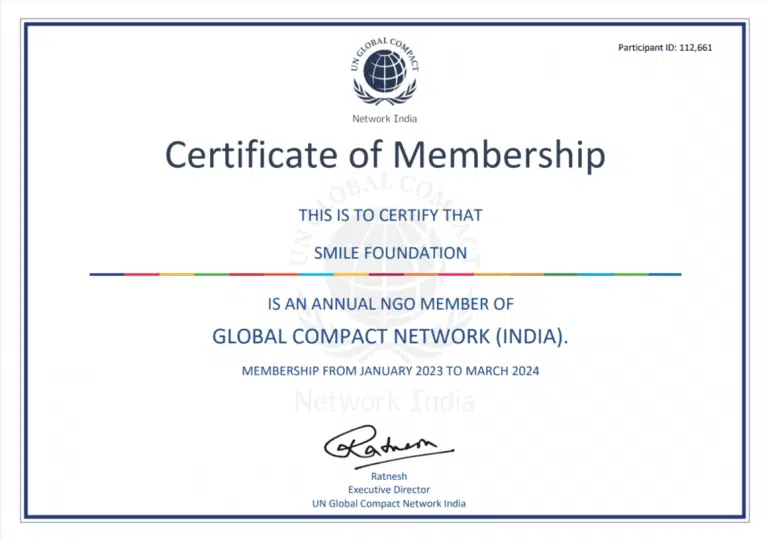 Participant ID: 112,661
UN GLOBAL COMPACT
Network India
Certificate of Membership
UN GLOBAL COMPACT
THIS IS TO CERTIFY THAT
SMILE FOUNDATION
IS AN ANNUAL NGO MEMBER OF
GLOBAL COMPACT NETWORK (INDIA).
MEMBERSHIP FROM JANUARY 2023 TO MARCH 2024
Network India
Ratnesh
Ratnesh
Executive Director
UN Global Compact Network India